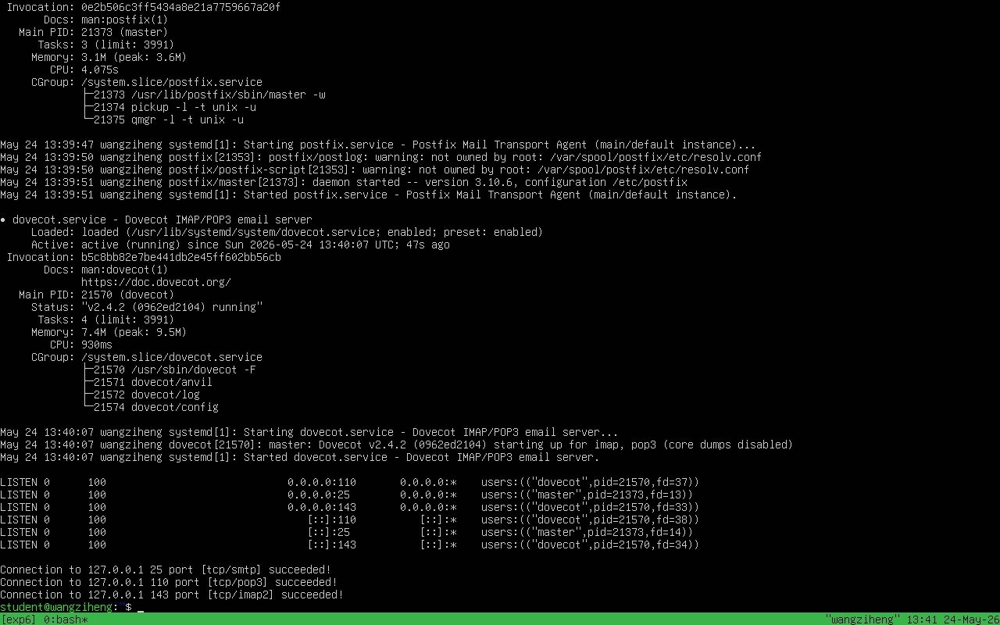 Invocation: 0e2b506c3ff5434a8e21a7759667a20f
Docs: man:postfix(1)
Main PID: 21373 (master)
Tasks: 3 (limit: 3991)
Memory: 3.1M (peak: 3.6M)
CPU: 4.075s
CGroup: /system.slice/postfix.service
├─21373 /usr/lib/postfix/sbin/master -w
├─21374 pickup -l -t unix -u
└─21375 qmgr -l -t unix -u
May 24 13:39:47 wangziheng systemd[1]: Starting postfix.service - Postfix Mail Transport Agent (main/default instance)...
May 24 13:39:50 wangziheng postfix[21353]: postfix/postlog: warning: not owned by root: /var/spool/postfix/etc/resolv.conf
May 24 13:39:50 wangziheng postfix/postfix-script[21353]: warning: not owned by root: /var/spool/postfix/etc/resolv.conf
May 24 13:39:51 wangziheng postfix/master[21373]: daemon started -- version 3.10.6, configuration /etc/postfix
May 24 13:39:51 wangziheng systemd[1]: Started postfix.service - Postfix Mail Transport Agent (main/default instance).
● dovecot.service - Dovecot IMAP/POP3 email server
Loaded: loaded (/usr/lib/systemd/system/dovecot.service; enabled; preset: enabled)
Active: active (running) since Sun 2026-05-24 13:40:07 UTC; 47s ago
Invocation: b5c8bb82e7be441db2e45ff602bb56cb
Docs: man:dovecot(1)
https://doc.dovecot.org/
Main PID: 21570 (dovecot)
Status: "v2.4.2 (0962ed2104) running"
Tasks: 4 (limit: 3991)
Memory: 7.4M (peak: 9.5M)
CPU: 930ms
CGroup: /system.slice/dovecot.service
├─21570 /usr/sbin/dovecot -F
├─21571 dovecot/anvil
├─21572 dovecot/log
└─21574 dovecot/config
May 24 13:40:07 wangziheng systemd[1]: Starting dovecot.service - Dovecot IMAP/POP3 email server...
May 24 13:40:07 wangziheng dovecot[21570]: master: Dovecot v2.4.2 (0962ed2104) starting up for imap, pop3 (core dumps disabled)
May 24 13:40:07 wangziheng systemd[1]: Started dovecot.service - Dovecot IMAP/POP3 email server.
LISTEN 0 100 0.0.0.0:110 0.0.0.0:* users:(("dovecot",pid=21570,fd=37))
LISTEN 0 100 0.0.0.0:25 0.0.0.0:* users:(("master",pid=21373,fd=13))
LISTEN 0 100 0.0.0.0:143 0.0.0.0:* users:(("dovecot",pid=21570,fd=33))
LISTEN 0 100 [::]:110 [::]:* users:(("dovecot",pid=21570,fd=38))
LISTEN 0 100 [::]:25 [::]:* users:(("master",pid=21373,fd=14))
LISTEN 0 100 [::]:143 [::]:* users:(("dovecot",pid=21570,fd=34))
Connection to 127.0.0.1 25 port [tcp/smtp] succeeded!
Connection to 127.0.0.1 110 port [tcp/pop3] succeeded!
Connection to 127.0.0.1 143 port [tcp/imap2] succeeded!
student@wangziheng:~$ _
[exp6] 0:bash* "wangziheng" 13:41 24-May-26